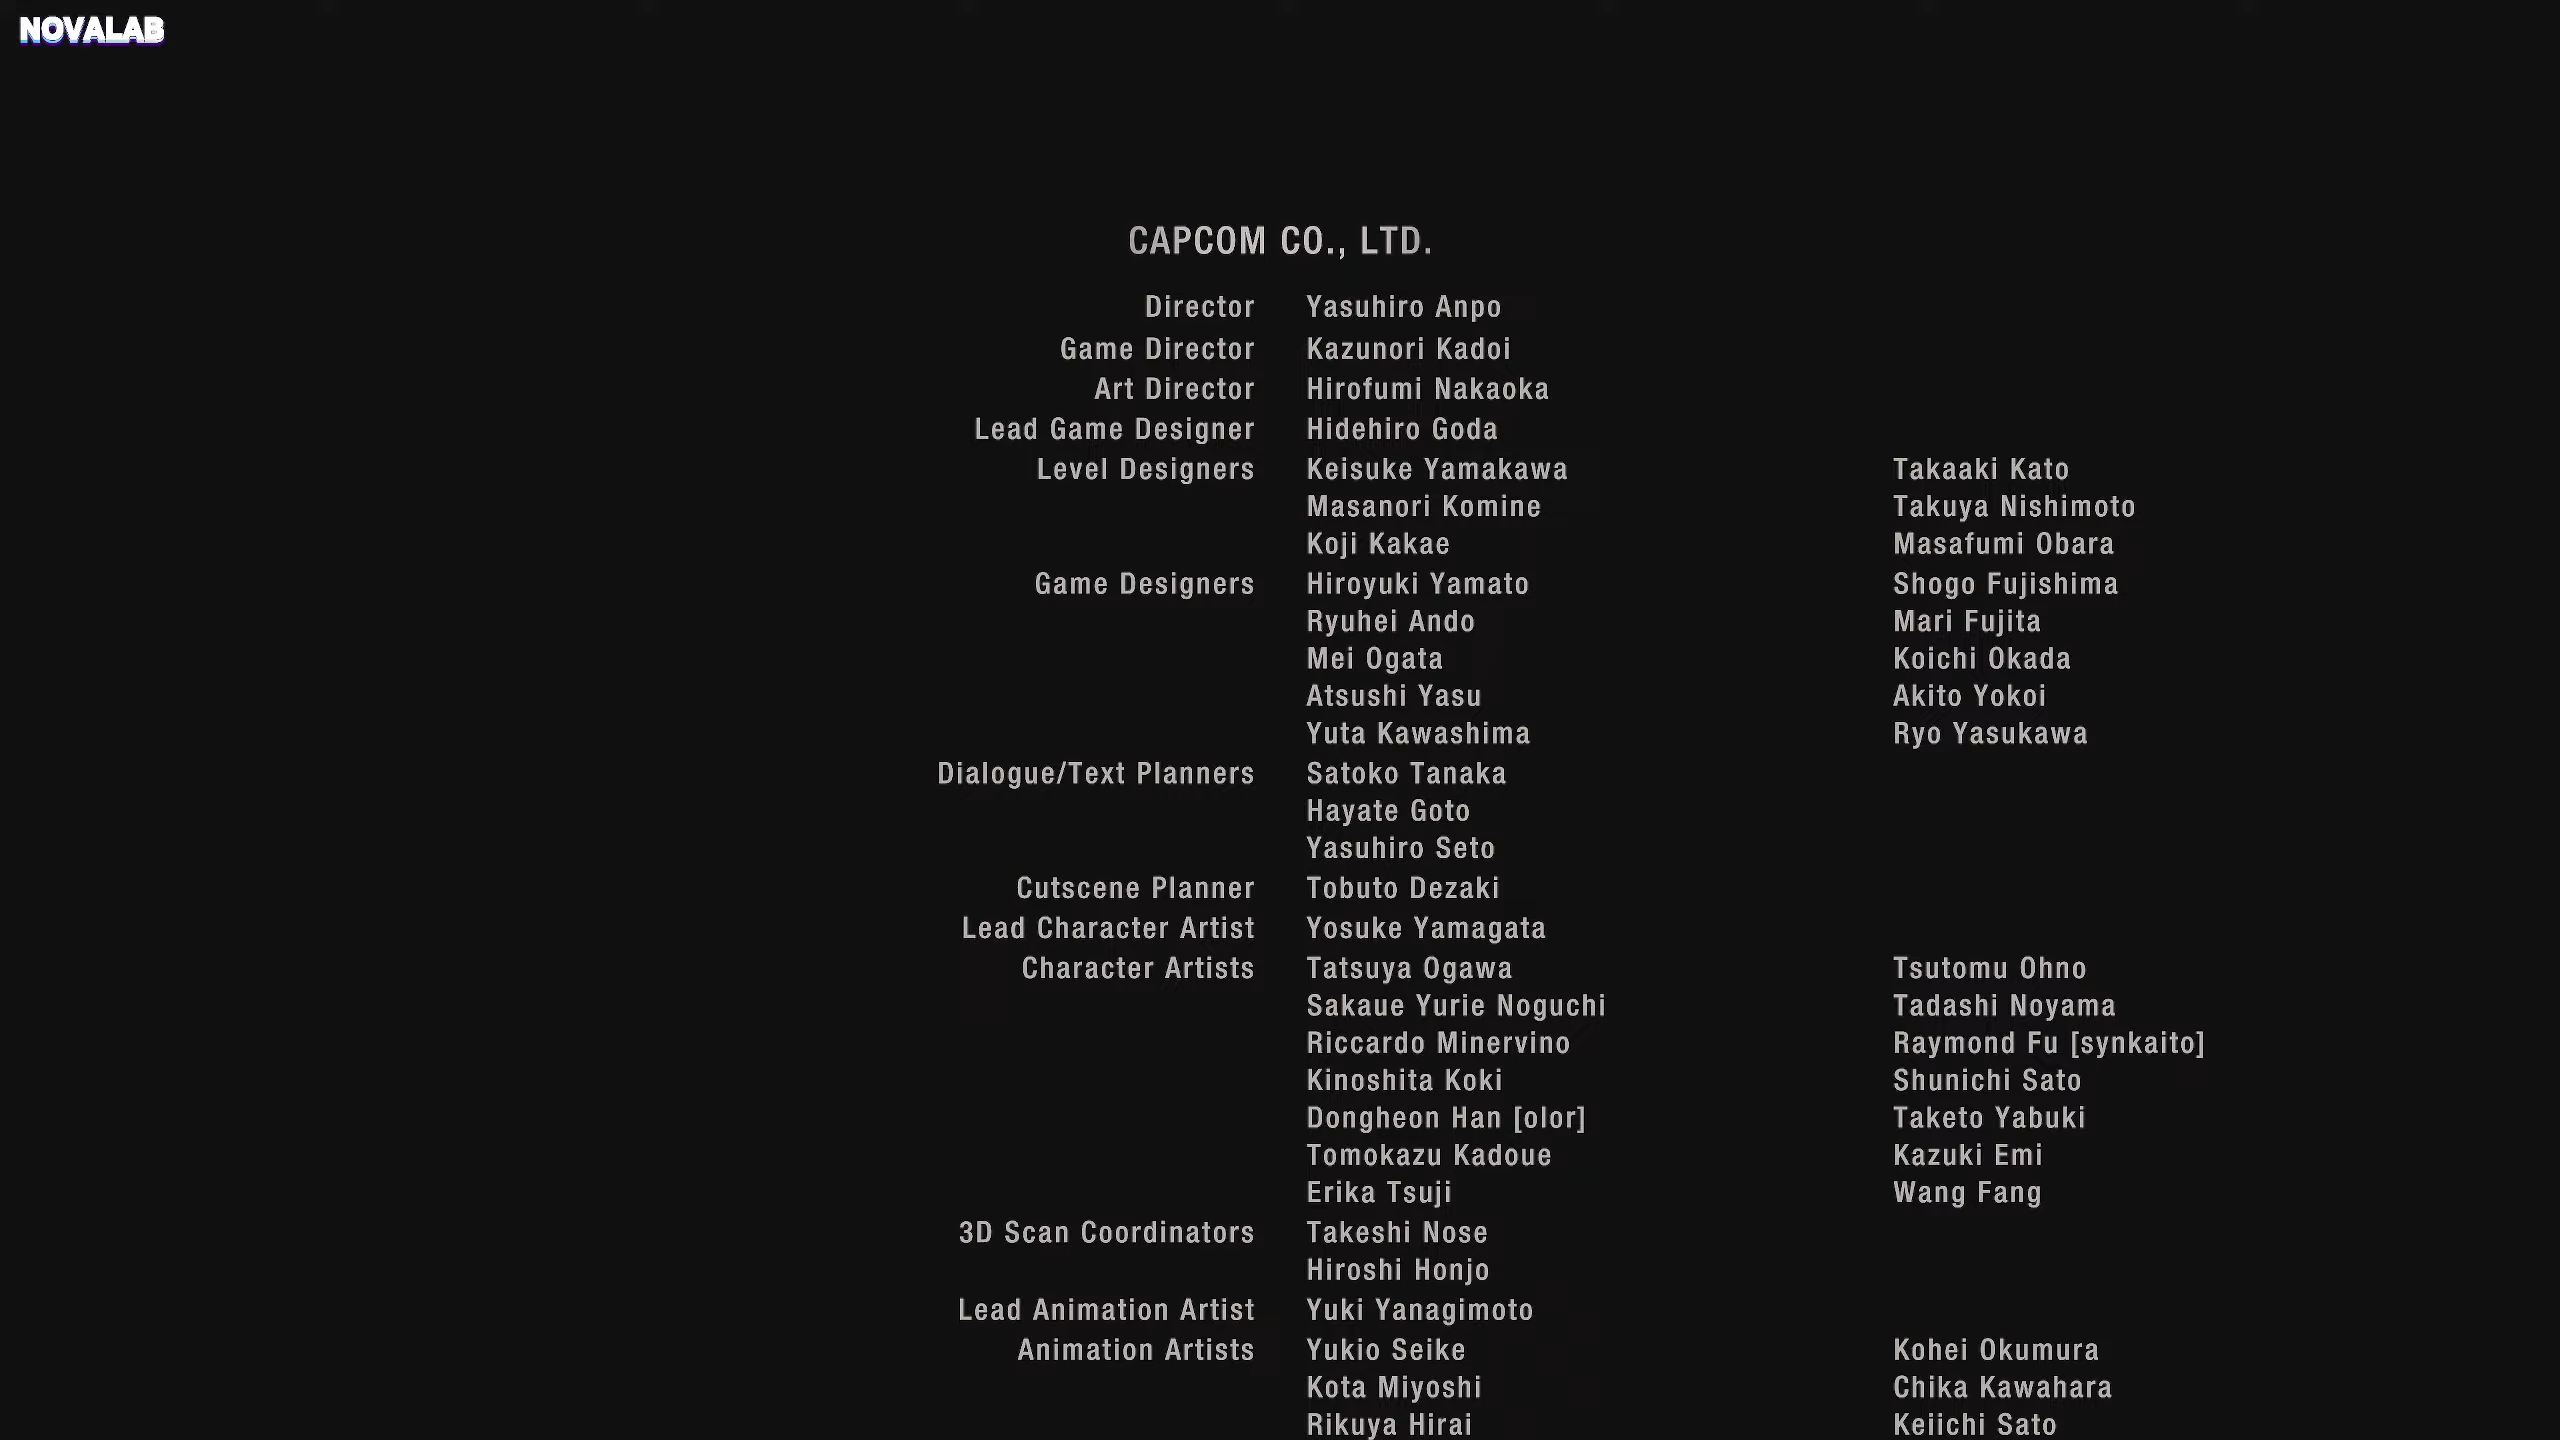 NOVALAB
CAPCOM CO., LTD.
Director Yasuhiro Anpo
Game Director Kazunori Kadoi
Art Director Hirofumi Nakaoka
Lead Game Designer Hidehiro Goda
Level Designers Keisuke Yamakawa Takaaki Kato
Masanori Komine Takuya Nishimoto
Koji Kakae Masafumi Obara
Game Designers Hiroyuki Yamato Shogo Fujishima
Ryuhei Ando Mari Fujita
Mei Ogata Koichi Okada
Atsushi Yasu Akito Yokoi
Yuta Kawashima Ryo Yasukawa
Dialogue/Text Planners Satoko Tanaka
Hayate Goto
Yasuhiro Seto
Cutscene Planner Tobuto Dezaki
Lead Character Artist Yosuke Yamagata
Character Artists Tatsuya Ogawa Tsutomu Ohno
Sakaue Yurie Noguchi Tadashi Noyama
Riccardo Minervino Raymond Fu [synkaito]
Kinoshita Koki Shunichi Sato
Dongheon Han [olor] Taketo Yabuki
Tomokazu Kadoue Kazuki Emi
Erika Tsuji Wang Fang
3D Scan Coordinators Takeshi Nose
Hiroshi Honjo
Lead Animation Artist Yuki Yanagimoto
Animation Artists Yukio Seike Kohei Okumura
Kota Miyoshi Chika Kawahara
Rikuya Hirai Keiichi Sato